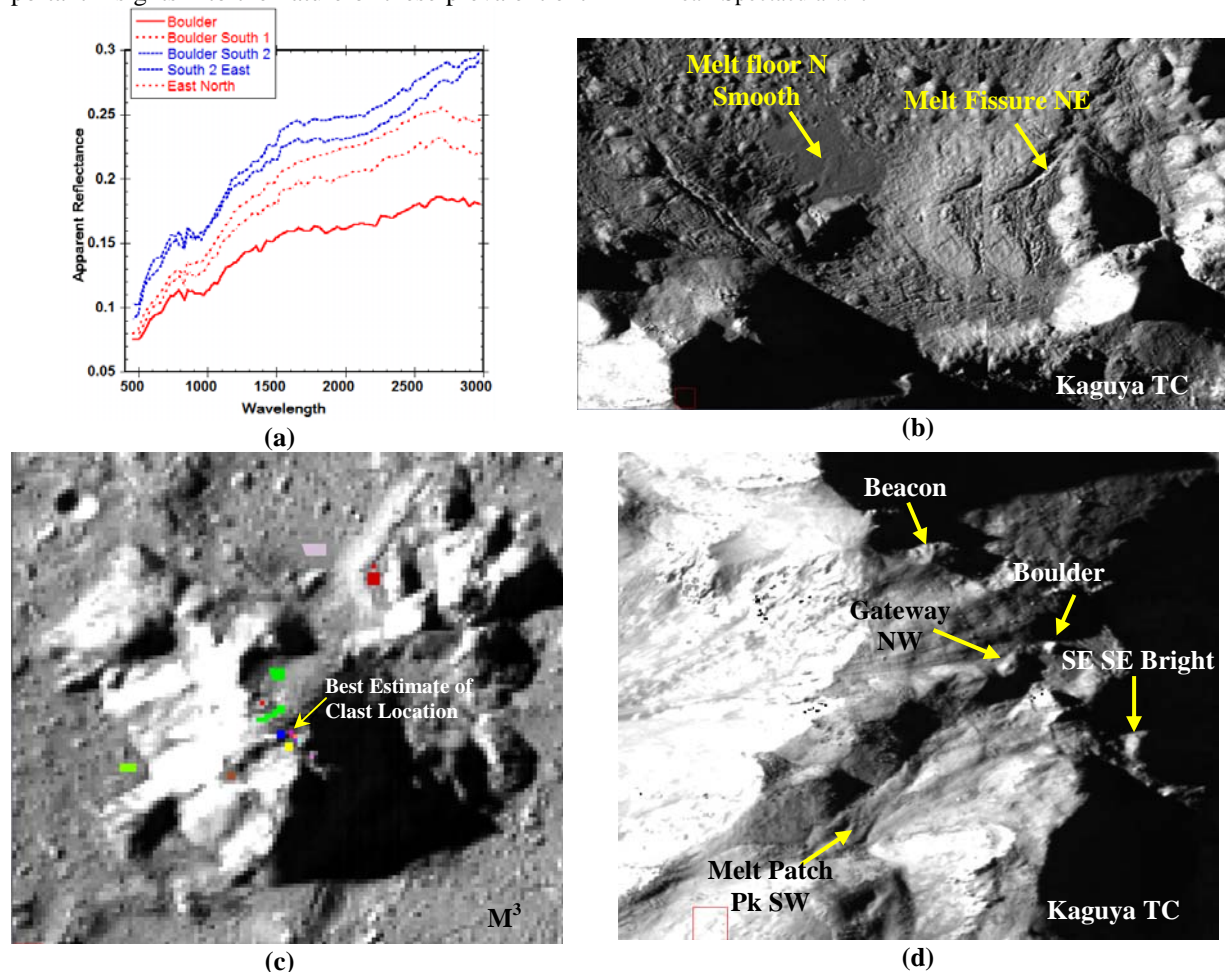 Boulder
Boulder South 1
Boulder South 2
South 2 East
East North
0.3
0.25
0.2
0.15
0.1
0.05
Apparent Reflectance
500 1000 1500 2000 2500 3000
Wavelength
(a)
Melt floor N
Smooth
Melt Fissure NE
Kaguya TC
(b)
Best Estimate of
Clast Location
M³
(c)
Beacon
Boulder
Gateway
NW
SE SE Bright
Melt Patch
Pk SW
Kaguya TC
(d)